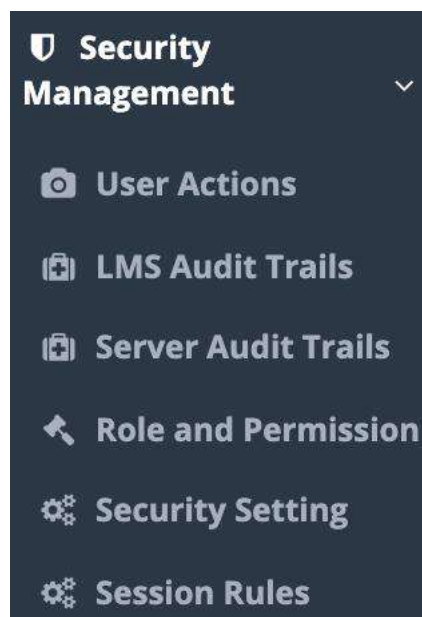 Security
Management
User Actions
LMS Audit Trails
Server Audit Trails
Role and Permission
Security Setting
Session Rules